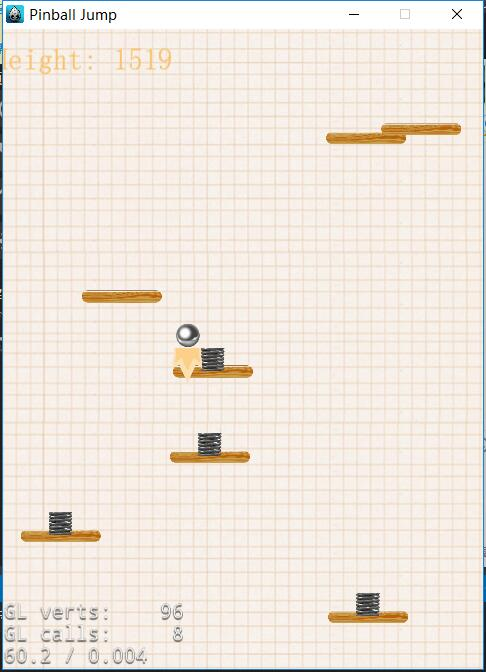 Pinball Jump
eight: 1519
GL verts: 96
GL calls: 8
60.2 / 0.004